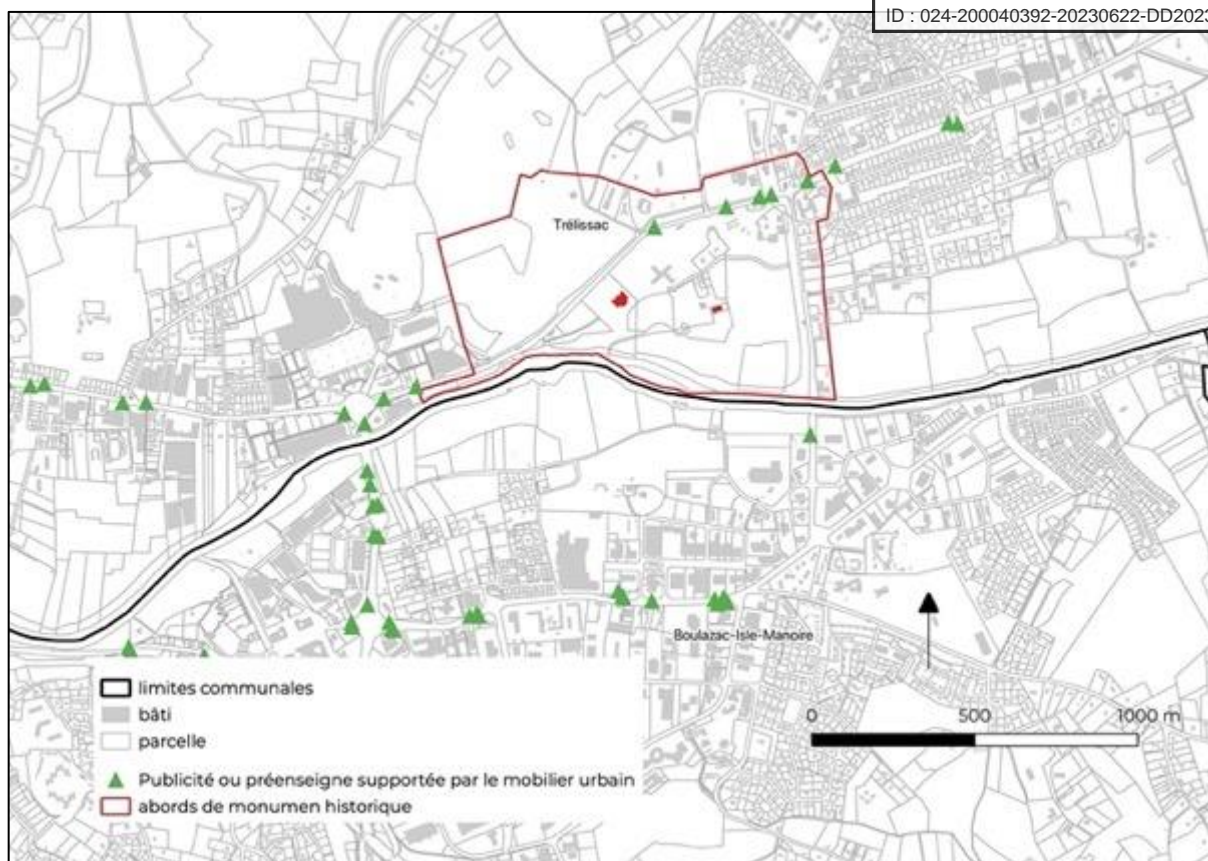 ID : 024-200040392-20230622-DD2023
Trélissac
Boulazac-Isle-Manoire
limites communales
bâti
parcelle
Publicité ou préenseigne supportée par le mobilier urbain
abords de monumen historique
0 500 1000 m